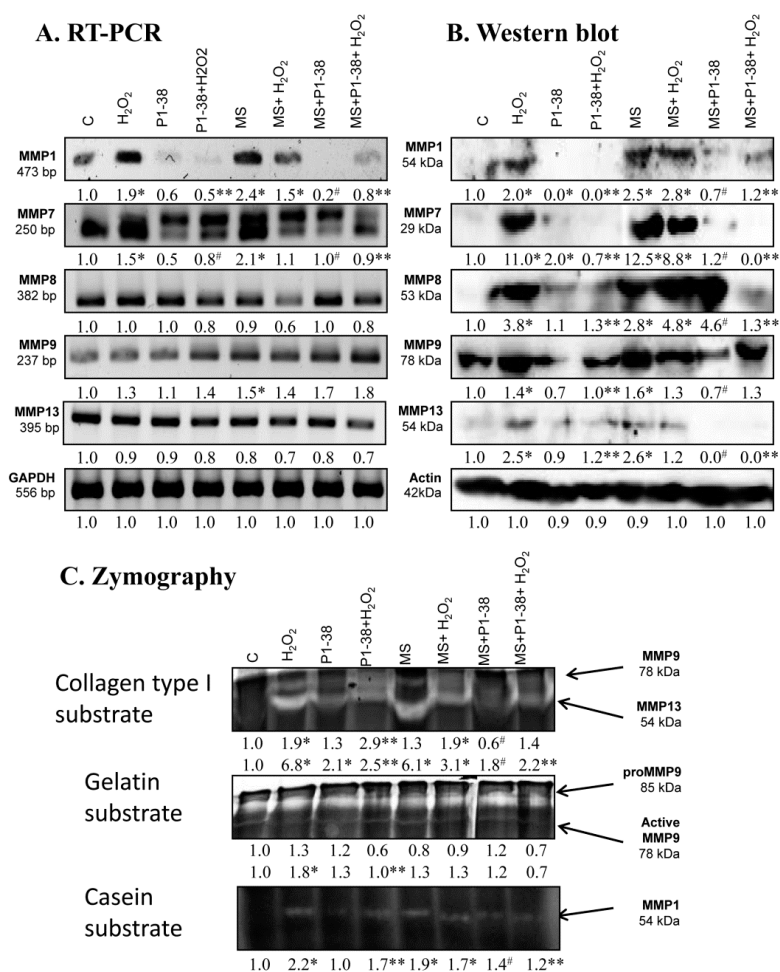 A. RT-PCR
C H₂O₂ P1-38 P1-38+H2O2 MS MS+ H₂O₂ MS+P1-38 MS+P1-38+ H₂O₂
MMP1
473 bp
1.0 1.9* 0.6 0.5** 2.4* 1.5* 0.2# 0.8**
MMP7
250 bp
1.0 1.5* 0.5 0.8# 2.1* 1.1 1.0# 0.9**
MMP8
382 bp
1.0 1.0 1.0 0.8 0.9 0.6 1.0 0.8
MMP9
237 bp
1.0 1.3 1.1 1.4 1.5* 1.4 1.7 1.8
MMP13
395 bp
1.0 0.9 0.9 0.8 0.8 0.7 0.8 0.7
GAPDH
556 bp
1.0 1.0 1.0 1.0 1.0 1.0 1.0 1.0
B. Western blot
C H₂O₂ P1-38 P1-38+H₂O₂ MS MS+ H₂O₂ MS+P1-38 MS+P1-38+ H₂O₂
MMP1
54 kDa
1.0 2.0* 0.0* 0.0** 2.5* 2.8* 0.7# 1.2**
MMP7
29 kDa
1.0 11.0* 2.0* 0.7** 12.5* 8.8* 1.2# 0.0**
MMP8
53 kDa
1.0 3.8* 1.1 1.3** 2.8* 4.8* 4.6# 1.3**
MMP9
78 kDa
1.0 1.4* 0.7 1.0** 1.6* 1.3 0.7# 1.3
MMP13
54 kDa
1.0 2.5* 0.9 1.2** 2.6* 1.2 0.0# 0.0**
Actin
42kDa
1.0 1.0 0.9 0.9 0.9 1.0 1.0 1.0
C. Zymography
C H₂O₂ P1-38 P1-38+H₂O₂ MS MS+ H₂O₂ MS+P1-38 MS+P1-38+ H₂O₂
Collagen type I
substrate
MMP9
78 kDa
MMP13
54 kDa
1.0 1.9* 1.3 2.9** 1.3 1.9* 0.6# 1.4
1.0 6.8* 2.1* 2.5** 6.1* 3.1* 1.8# 2.2**
Gelatin
substrate
proMMP9
85 kDa
Active
MMP9
78 kDa
1.0 1.3 1.2 0.6 0.8 0.9 1.2 0.7
1.0 1.8* 1.3 1.0** 1.3 1.3 1.2 0.7
Casein
substrate
MMP1
54 kDa
1.0 2.2* 1.0 1.7** 1.9* 1.7* 1.4# 1.2**